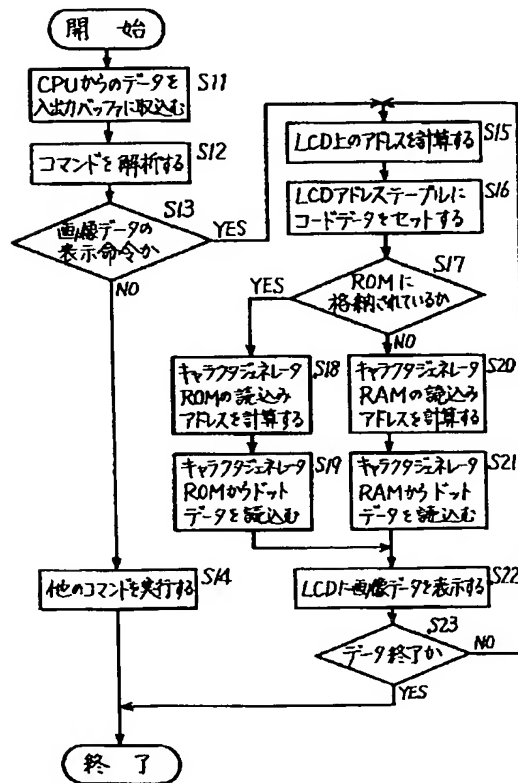 開始
CPUからのデータを
入出力バッファに取込む
S11
コマンドを解析する
S12
画像データの
表示命令か
S13
YES
NO
他のコマンドを実行する
S14
LCD上のアドレスを計算する
S15
LCDアドレステーブルに
コードデータをセットする
S16
ROMに
格納されているか
S17
YES
NO
キャラクタジェネレータ
ROMの読込み
アドレスを計算する
S18
キャラクタジェネレータ
ROMからドット
データを読込む
S19
キャラクタジェネレータ
RAMの読込み
アドレスを計算する
S20
キャラクタジェネレータ
RAMからドット
データを読込む
S21
LCDに画像データを表示する
S22
データ終了か
S23
NO
YES
終了